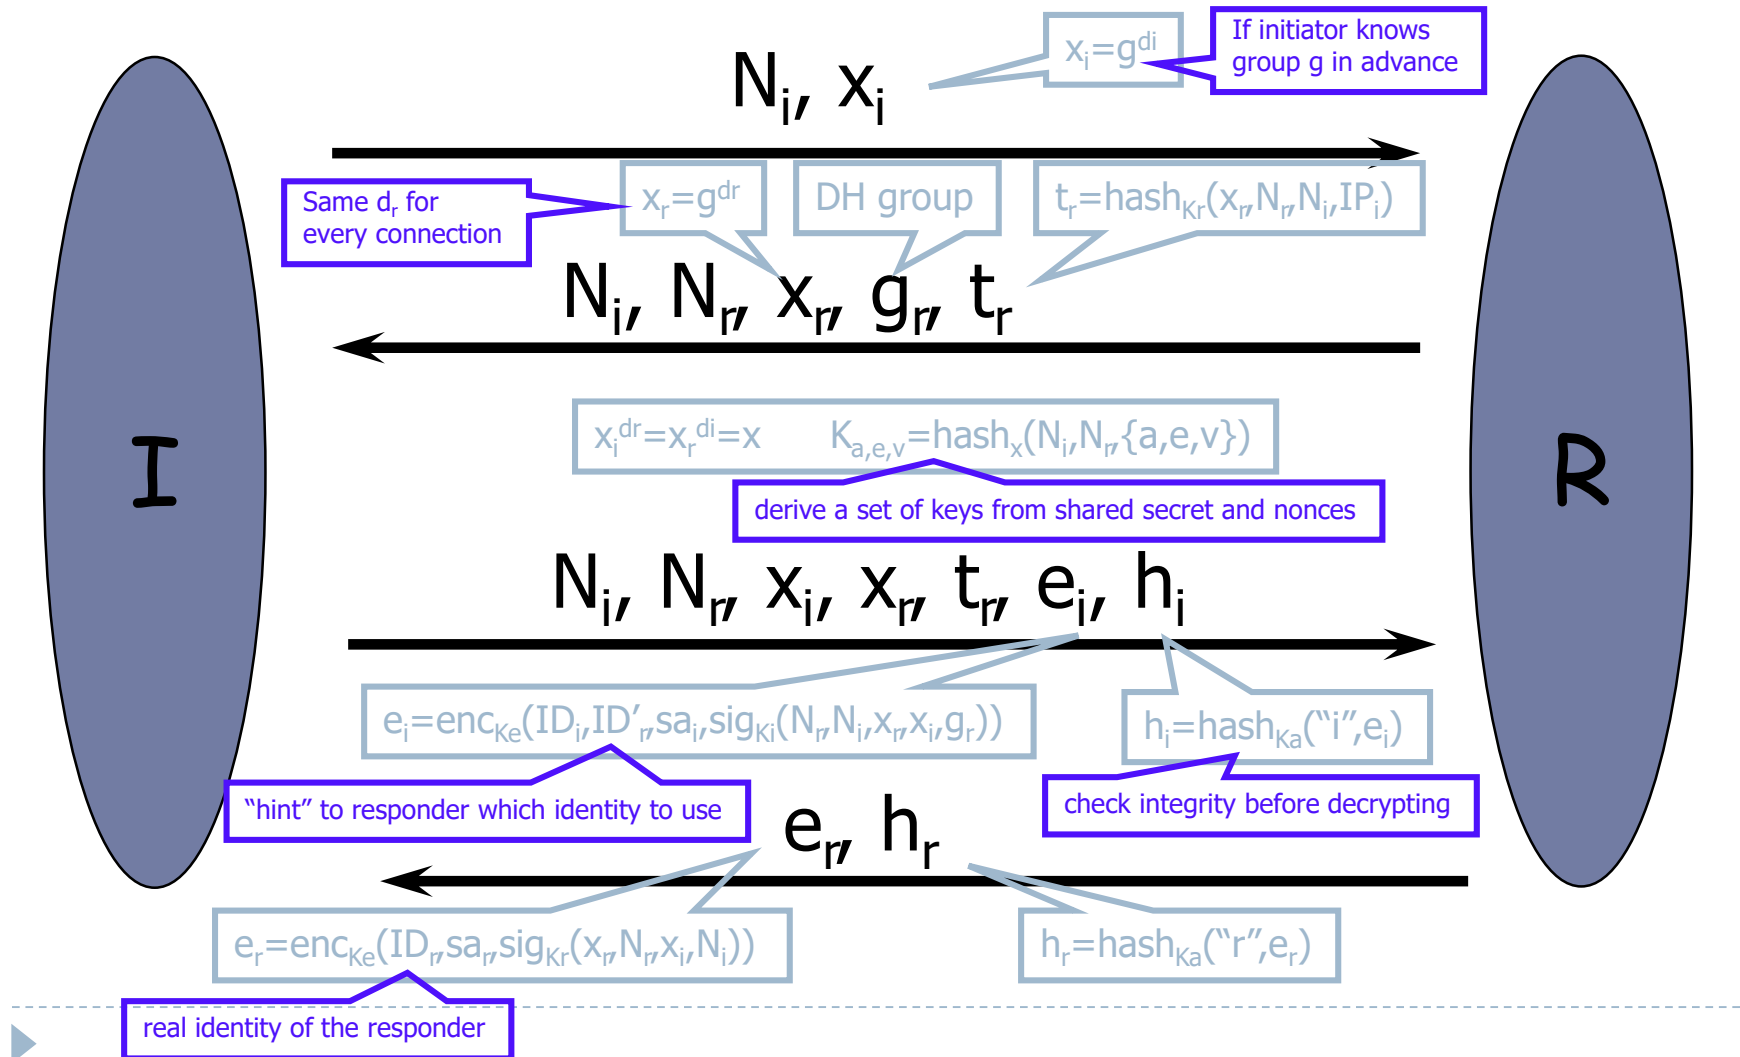 x_i=g^di
If initiator knows
group g in advance
N_i, x_i
Same d_r for
every connection
x_r=g^dr
DH group
t_r=hash_Kr(x_r,N_r,N_i,IP_i)
N_i, N_r, x_r, g_r, t_r
I
R
x_i^dr=x_r^di=x K_a,e,v=hash_x(N_i,N_r,{a,e,v})
derive a set of keys from shared secret and nonces
N_i, N_r, x_i, x_r, t_r, e_i, h_i
e_i=enc_Ke(ID_i,ID’_r,sa_i,sig_Ki(N_r,N_i,x_r,x_i,g_r))
h_i=hash_Ka(“i”,e_i)
“hint” to responder which identity to use
check integrity before decrypting
e_r, h_r
e_r=enc_Ke(ID_r,sa_r,sig_Kr(x_r,N_r,x_i,N_i))
h_r=hash_Ka(“r”,e_r)
real identity of the responder